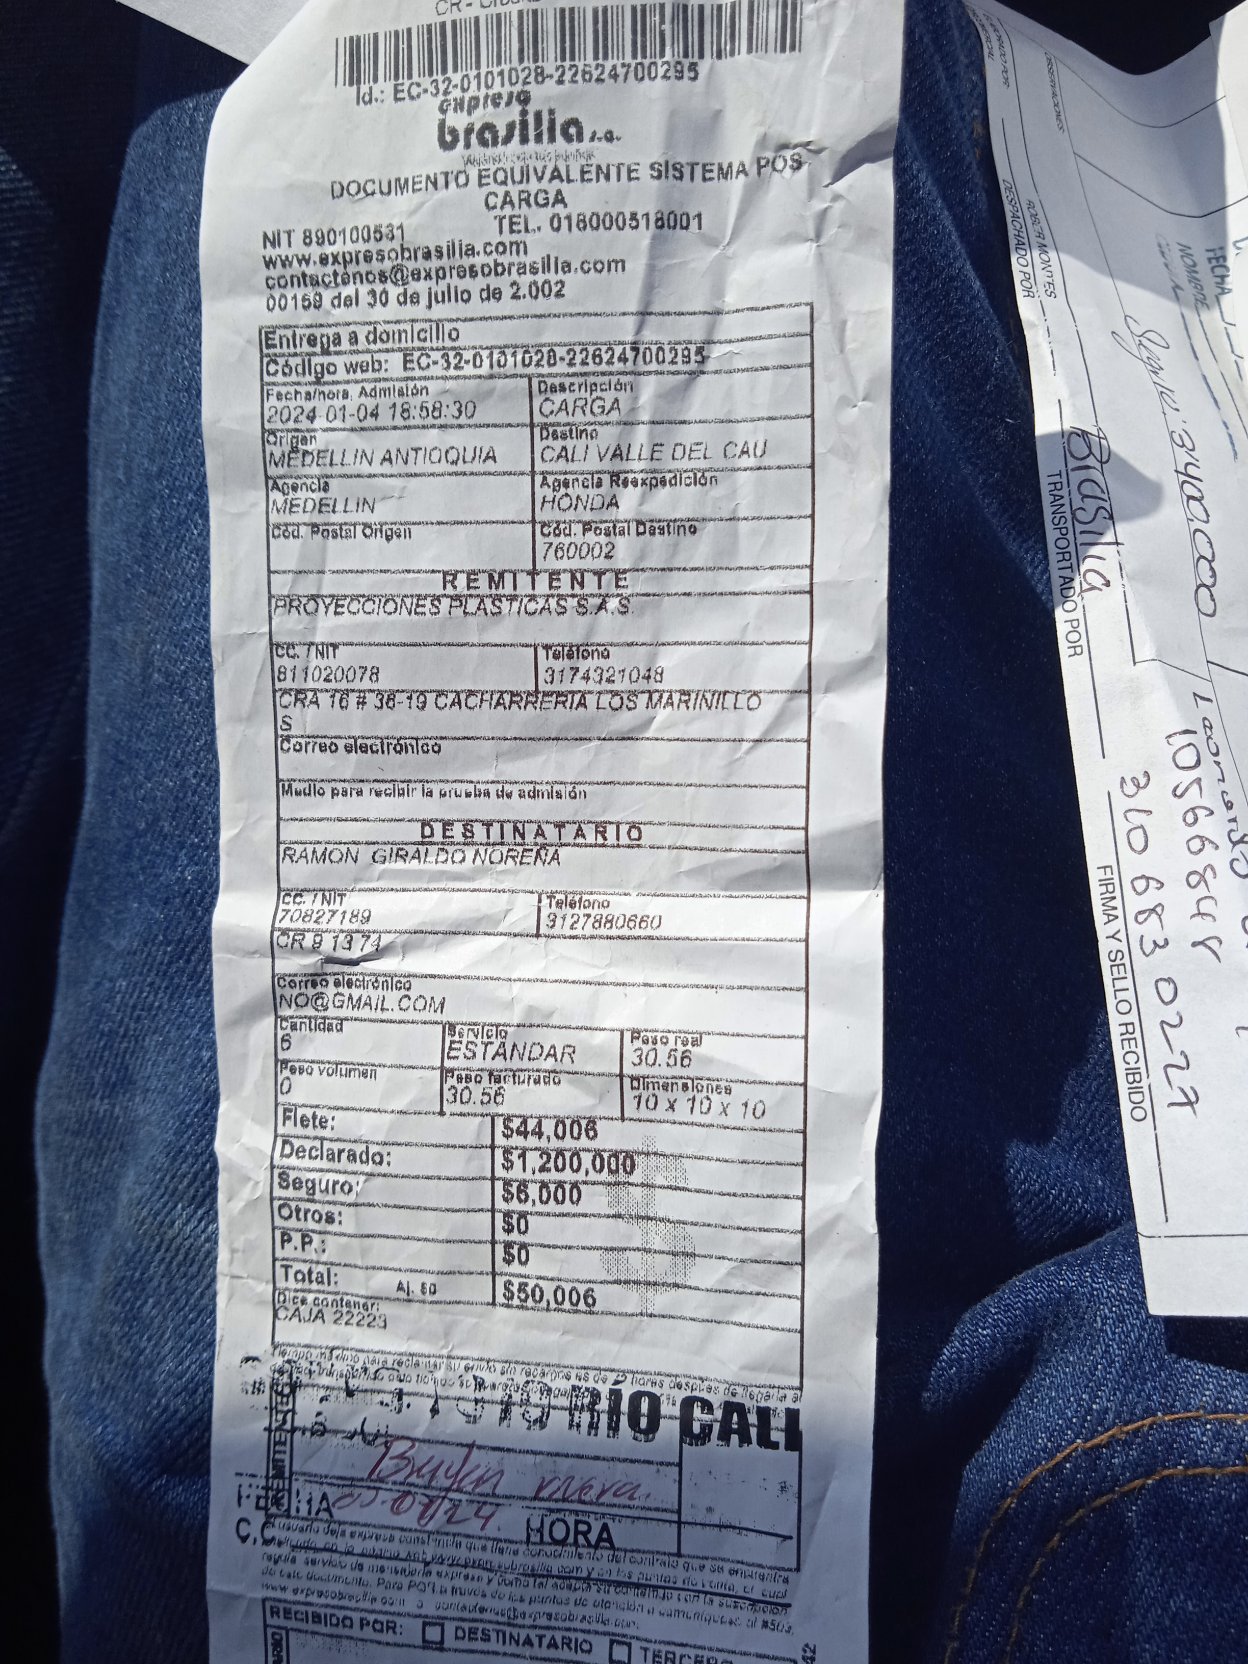 Id.: EC-32-0101028-22624700295
expreso
brasilia s.a.
DOCUMENTO EQUIVALENTE SISTEMA POS
CARGA
NIT 890100531 TEL. 018000518001
www.expresobrasilia.com
contactenos@expresobrasilia.com
00159 del 30 de julio de 2.002
Entrega a domicilio
Código web: EC-32-0101028-22624700295
Fecha/hora Admisión Descripción
2024-01-04 18:58:30 CARGA
Origen Destino
MEDELLIN ANTIOQUIA CALI VALLE DEL CAU
Agencia Agencia Reexpedición
MEDELLIN HONDA
Cód. Postal Origen Cód. Postal Destino
760002
REMITENTE
PROYECCIONES PLASTICAS S.A.S.
CC. / NIT Teléfono
811020078 3174321048
CRA 16 # 36-19 CACHARRERIA LOS MARINILLO
S
Correo electrónico
Medio para recibir la prueba de admisión
DESTINATARIO
RAMON GIRALDO NOREÑA
CC. / NIT Teléfono
70827189 3127880660
CR 9 13 74
Correo electrónico
NO@GMAIL.COM
Cantidad Servicio Peso real
6 ESTANDAR 30.56
Peso volumen Peso facturado Dimensiones
0 30.56 10 x 10 x 10
Flete: $44,006
Declarado: $1,200,000
Seguro: $6,000
Otros: $0
P.P.: $0
Total: Aj. $0 $50,006
Dice contener:
CAJA 22223
RÍO CALI
HORA
RECIBIDO POR: DESTINATARIO
DESPACHADO POR
FECHA
NOMBRE
Brasilia
TRANSPORTADO POR
10566848
310 683 0227
FIRMA Y SELLO RECIBIDO